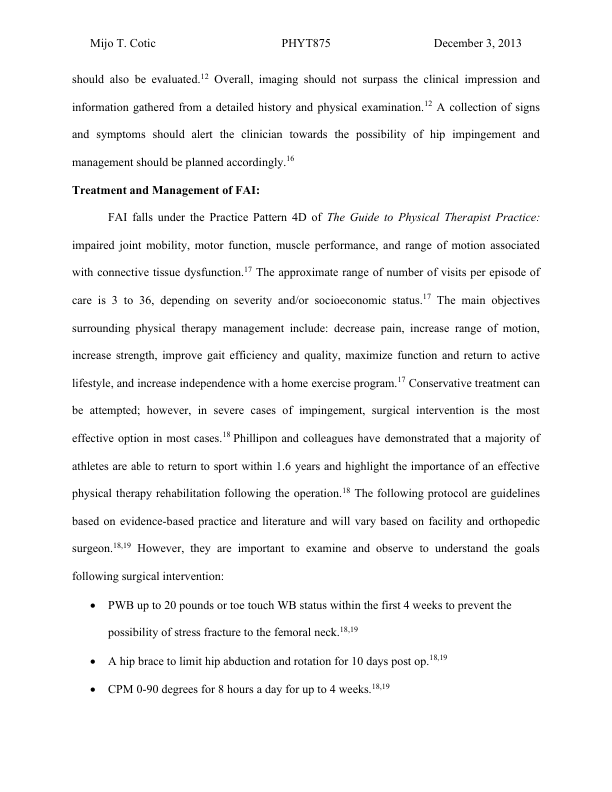 Mijo T. Cotic PHYT875 December 3, 2013
should also be evaluated.12 Overall, imaging should not surpass the clinical impression and
information gathered from a detailed history and physical examination.12 A collection of signs
and symptoms should alert the clinician towards the possibility of hip impingement and
management should be planned accordingly.16
Treatment and Management of FAI:
FAI falls under the Practice Pattern 4D of The Guide to Physical Therapist Practice:
impaired joint mobility, motor function, muscle performance, and range of motion associated
with connective tissue dysfunction.17 The approximate range of number of visits per episode of
care is 3 to 36, depending on severity and/or socioeconomic status.17 The main objectives
surrounding physical therapy management include: decrease pain, increase range of motion,
increase strength, improve gait efficiency and quality, maximize function and return to active
lifestyle, and increase independence with a home exercise program.17 Conservative treatment can
be attempted; however, in severe cases of impingement, surgical intervention is the most
effective option in most cases.18 Phillipon and colleagues have demonstrated that a majority of
athletes are able to return to sport within 1.6 years and highlight the importance of an effective
physical therapy rehabilitation following the operation.18 The following protocol are guidelines
based on evidence-based practice and literature and will vary based on facility and orthopedic
surgeon.18,19 However, they are important to examine and observe to understand the goals
following surgical intervention:
• PWB up to 20 pounds or toe touch WB status within the first 4 weeks to prevent the
possibility of stress fracture to the femoral neck.18,19
• A hip brace to limit hip abduction and rotation for 10 days post op.18,19
• CPM 0-90 degrees for 8 hours a day for up to 4 weeks.18,19